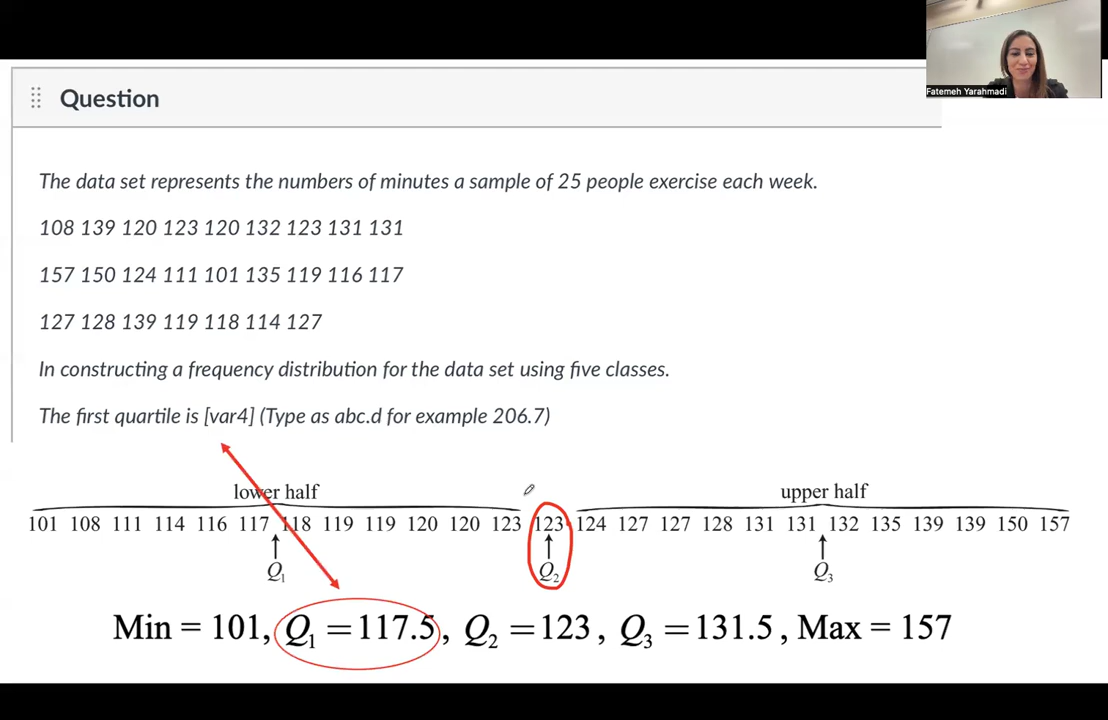 Fatemeh Yarahmadi
Question
The data set represents the numbers of minutes a sample of 25 people exercise each week.
108 139 120 123 120 132 123 131 131
157 150 124 111 101 135 119 116 117
127 128 139 119 118 114 127
In constructing a frequency distribution for the data set using five classes.
The first quartile is [var4] (Type as abc.d for example 206.7)
lower half upper half
101 108 111 114 116 117 118 119 119 120 120 123 123 124 127 127 128 131 131 132 135 139 139 150 157
Q₁ Q₂ Q₃
Min = 101, Q₁ = 117.5, Q₂ = 123, Q₃ = 131.5, Max = 157